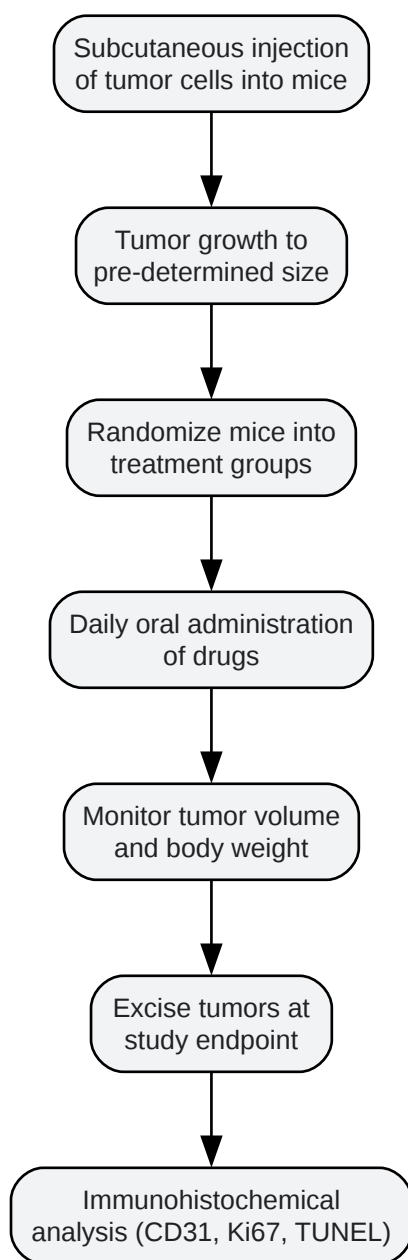 Subcutaneous injection
of tumor cells into mice
Tumor growth to
pre-determined size
Randomize mice into
treatment groups
Daily oral administration
of drugs
Monitor tumor volume
and body weight
Excise tumors at
study endpoint
Immunohistochemical
analysis (CD31, Ki67, TUNEL)